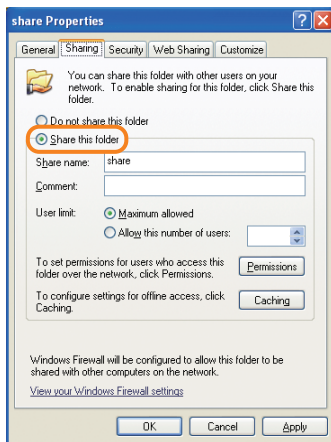 share Properties
General Sharing Security Web Sharing Customize
You can share this folder with other users on your
network. To enable sharing for this folder, click Share this
folder.
Do not share this folder
Share this folder
Share name: share
Comment:
User limit: Maximum allowed
Allow this number of users:
To set permissions for users who access this
folder over the network, click Permissions.
Permissions
To configure settings for offline access, click
Caching.
Caching
Windows Firewall will be configured to allow this folder to be
shared with other computers on the network.
View your Windows Firewall settings
OK Cancel Apply